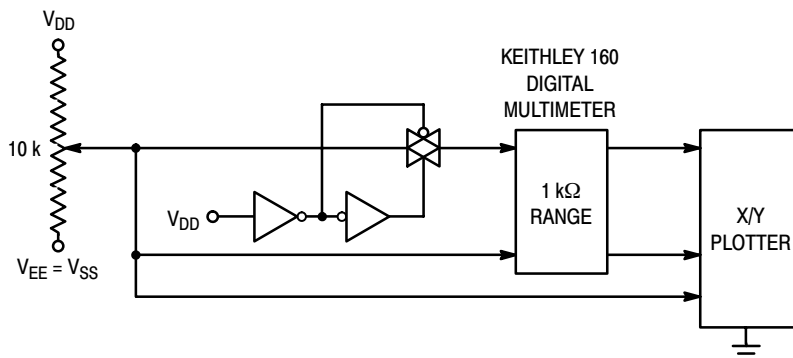 V_DD
10 k
V_EE = V_SS
V_DD
KEITHLEY 160
DIGITAL
MULTIMETER
1 kΩ
RANGE
X/Y
PLOTTER